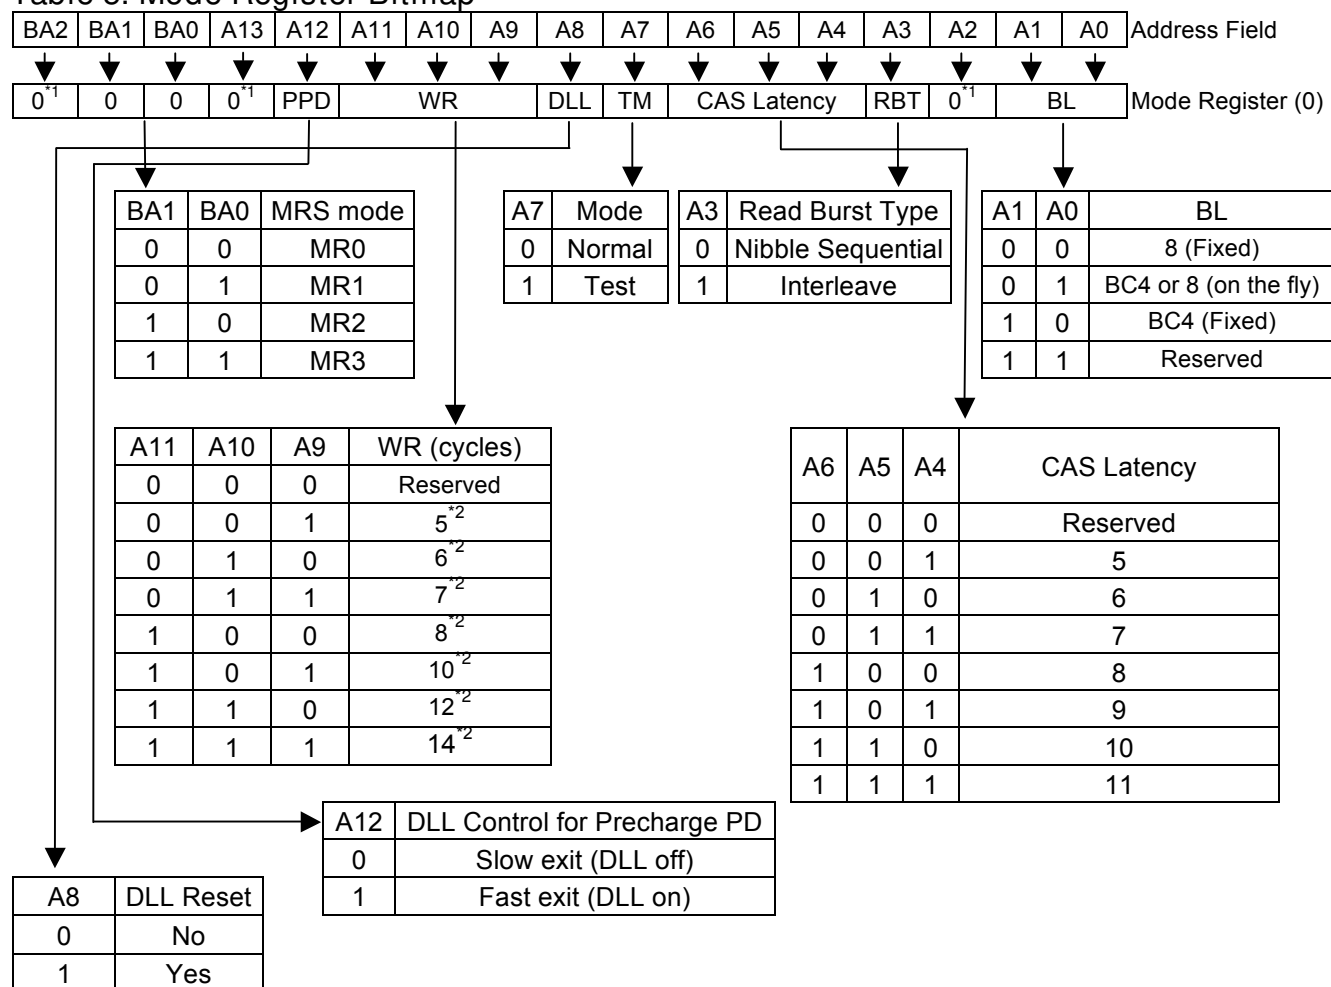 Table 8. Mode Register Bitmap
BA2 BA1 BA0 A13 A12 A11 A10 A9 A8 A7 A6 A5 A4 A3 A2 A1 A0 Address Field
0*1 0 0 0*1 PPD WR DLL TM CAS Latency RBT 0*1 BL Mode Register (0)
BA1 BA0 MRS mode
0 0 MR0
0 1 MR1
1 0 MR2
1 1 MR3
A7 Mode
0 Normal
1 Test
A3 Read Burst Type
0 Nibble Sequential
1 Interleave
A1 A0 BL
0 0 8 (Fixed)
0 1 BC4 or 8 (on the fly)
1 0 BC4 (Fixed)
1 1 Reserved
A11 A10 A9 WR (cycles)
0 0 0 Reserved
0 0 1 5*2
0 1 0 6*2
0 1 1 7*2
1 0 0 8*2
1 0 1 10*2
1 1 0 12*2
1 1 1 14*2
A6 A5 A4 CAS Latency
0 0 0 Reserved
0 0 1 5
0 1 0 6
0 1 1 7
1 0 0 8
1 0 1 9
1 1 0 10
1 1 1 11
A12 DLL Control for Precharge PD
0 Slow exit (DLL off)
1 Fast exit (DLL on)
A8 DLL Reset
0 No
1 Yes